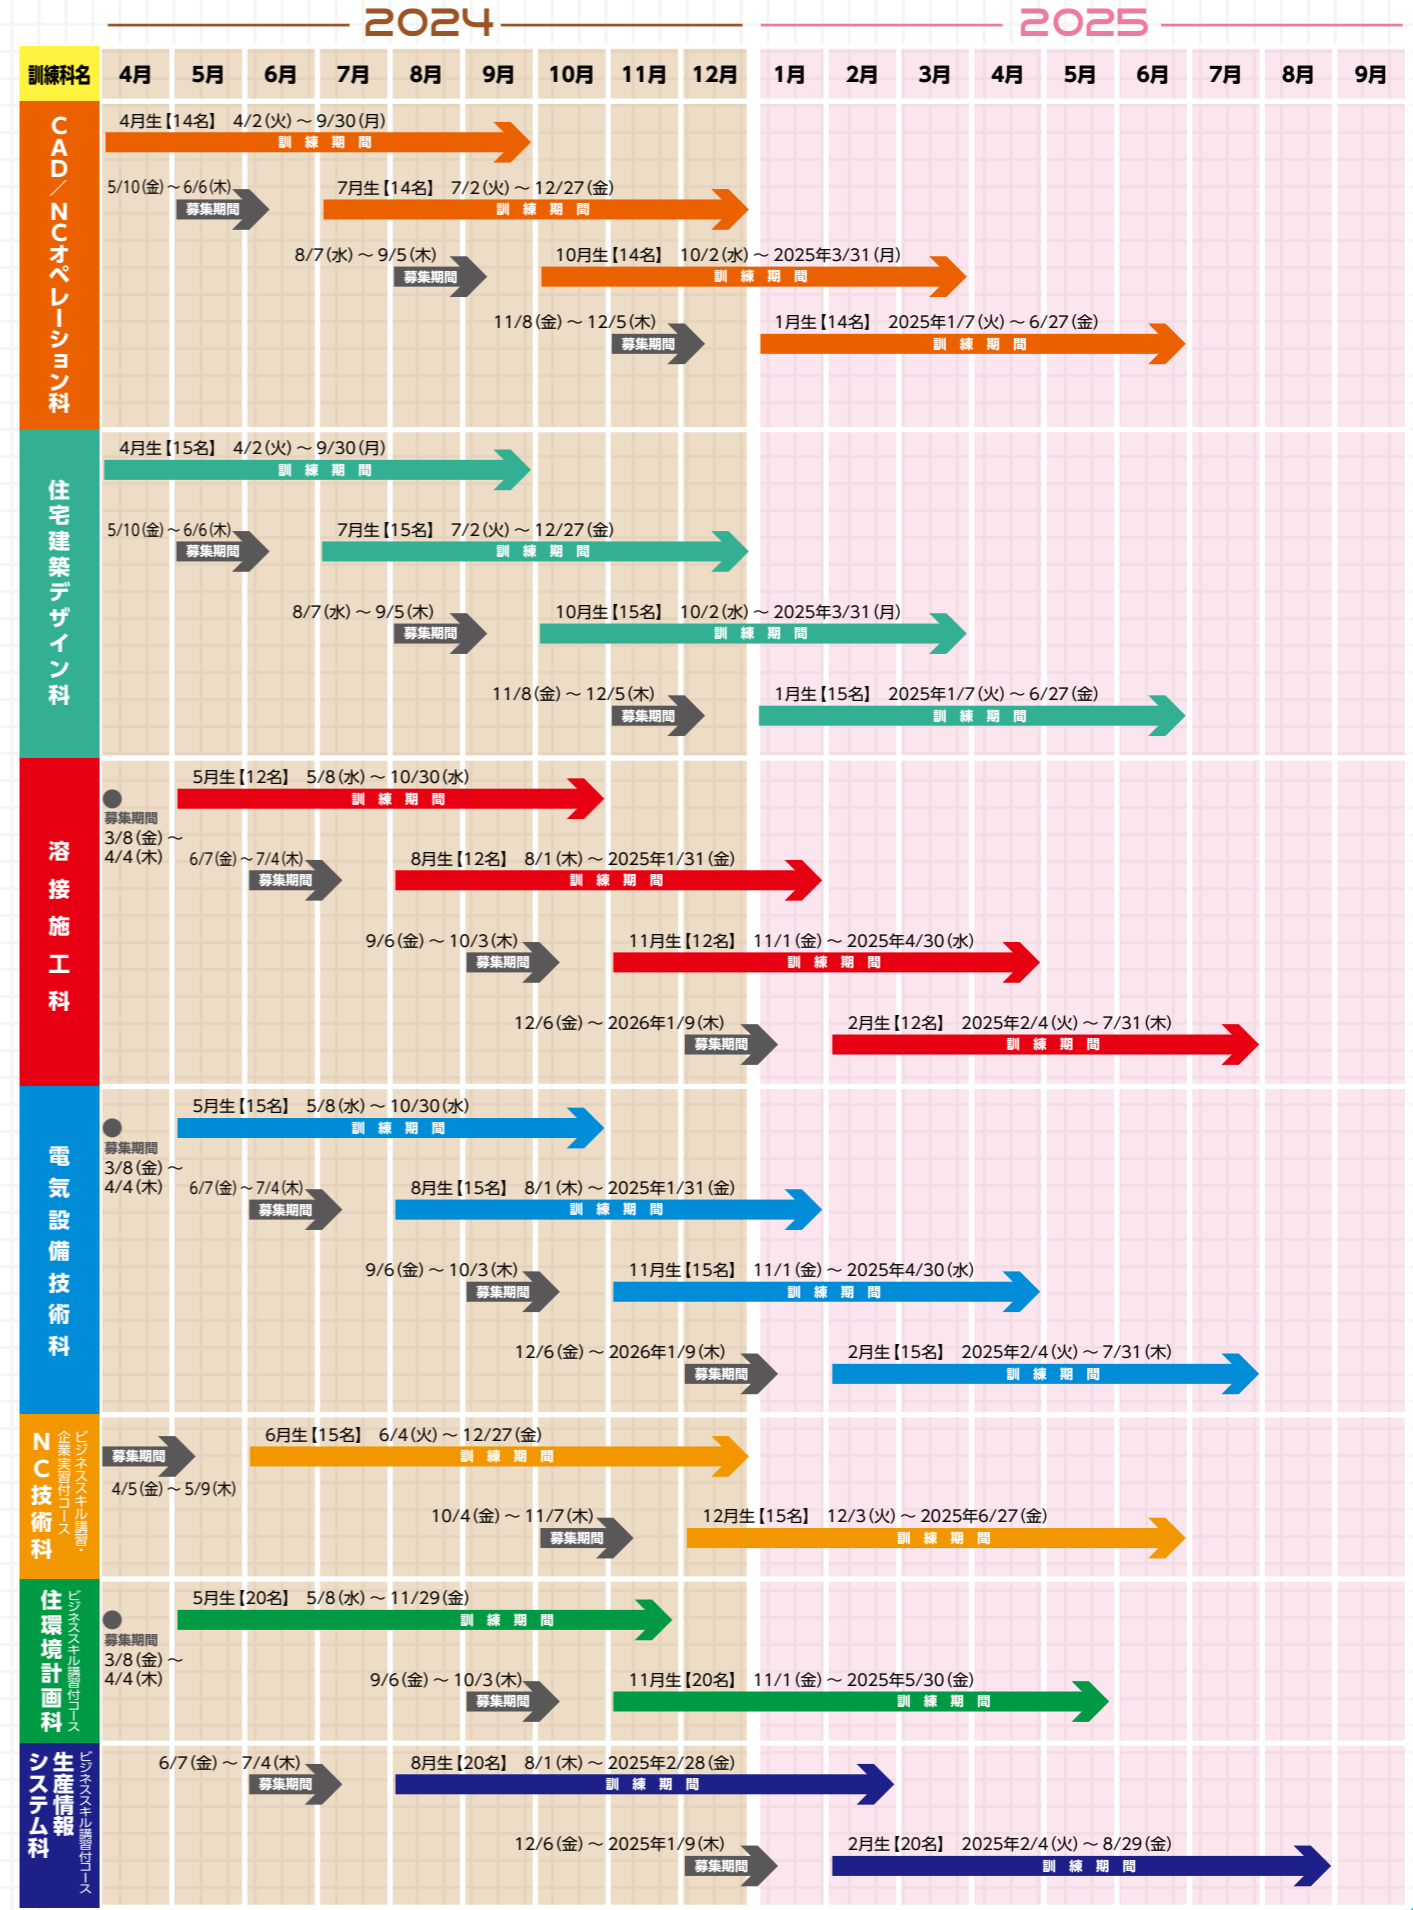 2024
2025
訓練科名 4月 5月 6月 7月 8月 9月 10月 11月 12月 1月 2月 3月 4月 5月 6月 7月 8月 9月
CAD／NCオペレーション科
4月生【14名】 4/2(火)～9/30(月)
訓練期間
5/10(金)～6/6(木)
募集期間
7月生【14名】 7/2(火)～12/27(金)
訓練期間
8/7(水)～9/5(木)
募集期間
10月生【14名】 10/2(水)～2025年3/31(月)
訓練期間
11/8(金)～12/5(木)
募集期間
1月生【14名】 2025年1/7(火)～6/27(金)
訓練期間
住宅建築デザイン科
4月生【15名】 4/2(火)～9/30(月)
訓練期間
5/10(金)～6/6(木)
募集期間
7月生【15名】 7/2(火)～12/27(金)
訓練期間
8/7(水)～9/5(木)
募集期間
10月生【15名】 10/2(水)～2025年3/31(月)
訓練期間
11/8(金)～12/5(木)
募集期間
1月生【15名】 2025年1/7(火)～6/27(金)
訓練期間
溶接施工科
募集期間
3/8(金)～
4/4(木)
5月生【12名】 5/8(水)～10/30(水)
訓練期間
6/7(金)～7/4(木)
募集期間
8月生【12名】 8/1(木)～2025年1/31(金)
訓練期間
9/6(金)～10/3(木)
募集期間
11月生【12名】 11/1(金)～2025年4/30(水)
訓練期間
12/6(金)～2026年1/9(木)
募集期間
2月生【12名】 2025年2/4(火)～7/31(木)
訓練期間
電気設備技術科
募集期間
3/8(金)～
4/4(木)
5月生【15名】 5/8(水)～10/30(水)
訓練期間
6/7(金)～7/4(木)
募集期間
8月生【15名】 8/1(木)～2025年1/31(金)
訓練期間
9/6(金)～10/3(木)
募集期間
11月生【15名】 11/1(金)～2025年4/30(水)
訓練期間
12/6(金)～2026年1/9(木)
募集期間
2月生【15名】 2025年2/4(火)～7/31(木)
訓練期間
ビジネススキル講習・
企業実習付コース
NC技術科
募集期間
4/5(金)～5/9(木)
6月生【15名】 6/4(火)～12/27(金)
訓練期間
10/4(金)～11/7(木)
募集期間
12月生【15名】 12/3(火)～2025年6/27(金)
訓練期間
ビジネススキル講習付コース
住環境計画科
募集期間
3/8(金)～
4/4(木)
5月生【20名】 5/8(水)～11/29(金)
訓練期間
9/6(金)～10/3(木)
募集期間
11月生【20名】 11/1(金)～2025年5/30(金)
訓練期間
ビジネススキル講習付コース
生産情報
システム科
6/7(金)～7/4(木)
募集期間
8月生【20名】 8/1(木)～2025年2/28(金)
訓練期間
12/6(金)～2025年1/9(木)
募集期間
2月生【20名】 2025年2/4(火)～8/29(金)
訓練期間